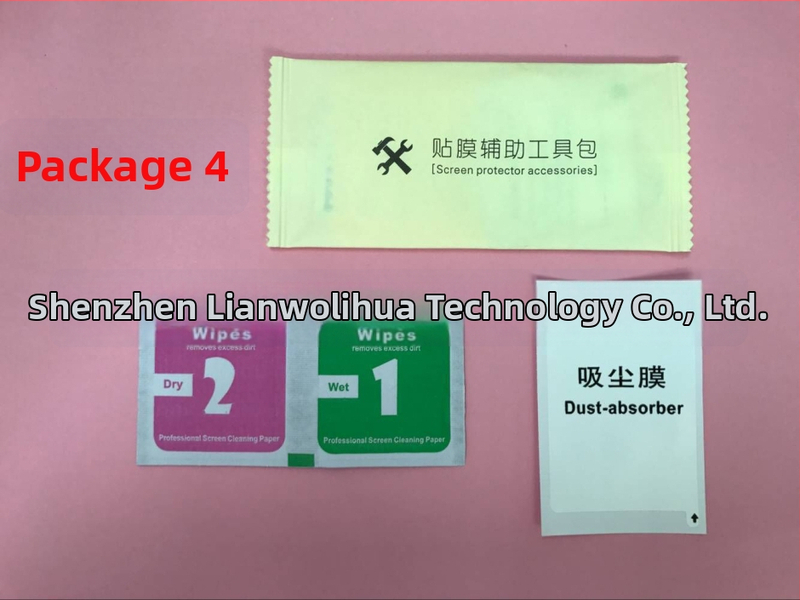 贴膜辅助工具包
[Screen protector accessories]
Package 4
Shenzhen Lianwolihua Technology Co., Ltd.
Wipes
removes excess dirt
Dry
2
Professional Screen Cleaning Paper
Wipes
removes excess dirt
Wet
1
Professional Screen Cleaning Paper
吸尘膜
Dust-absorber